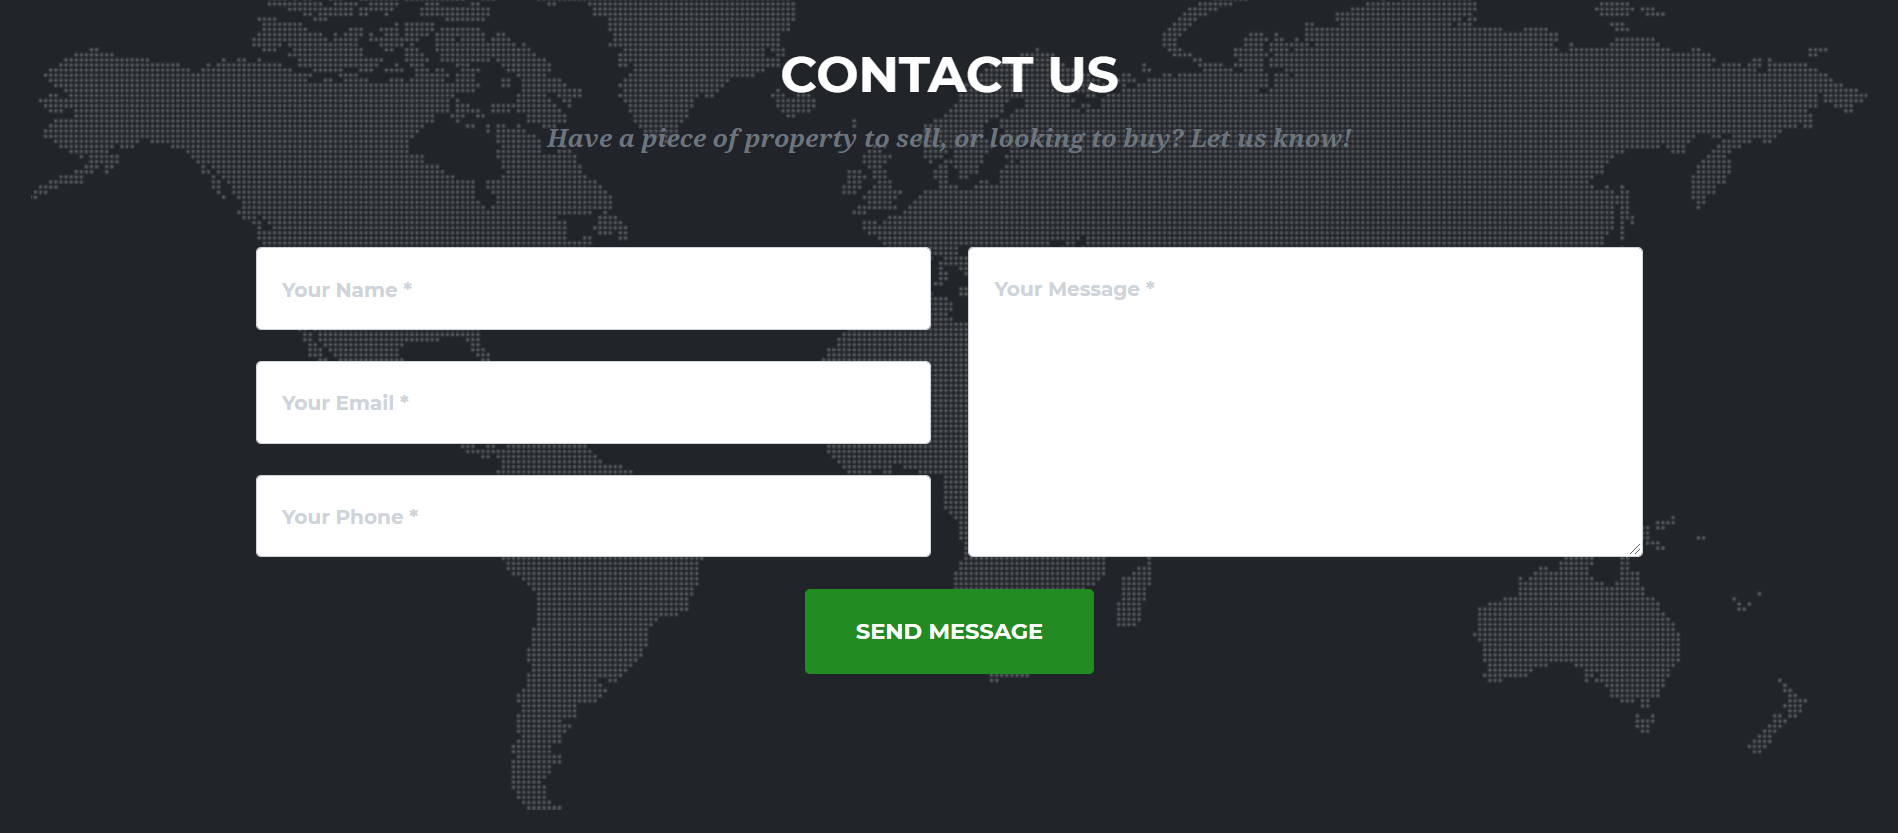 CONTACT US
Have a piece of property to sell, or looking to buy? Let us know!
Your Name *
Your Email *
Your Phone *
Your Message *
SEND MESSAGE